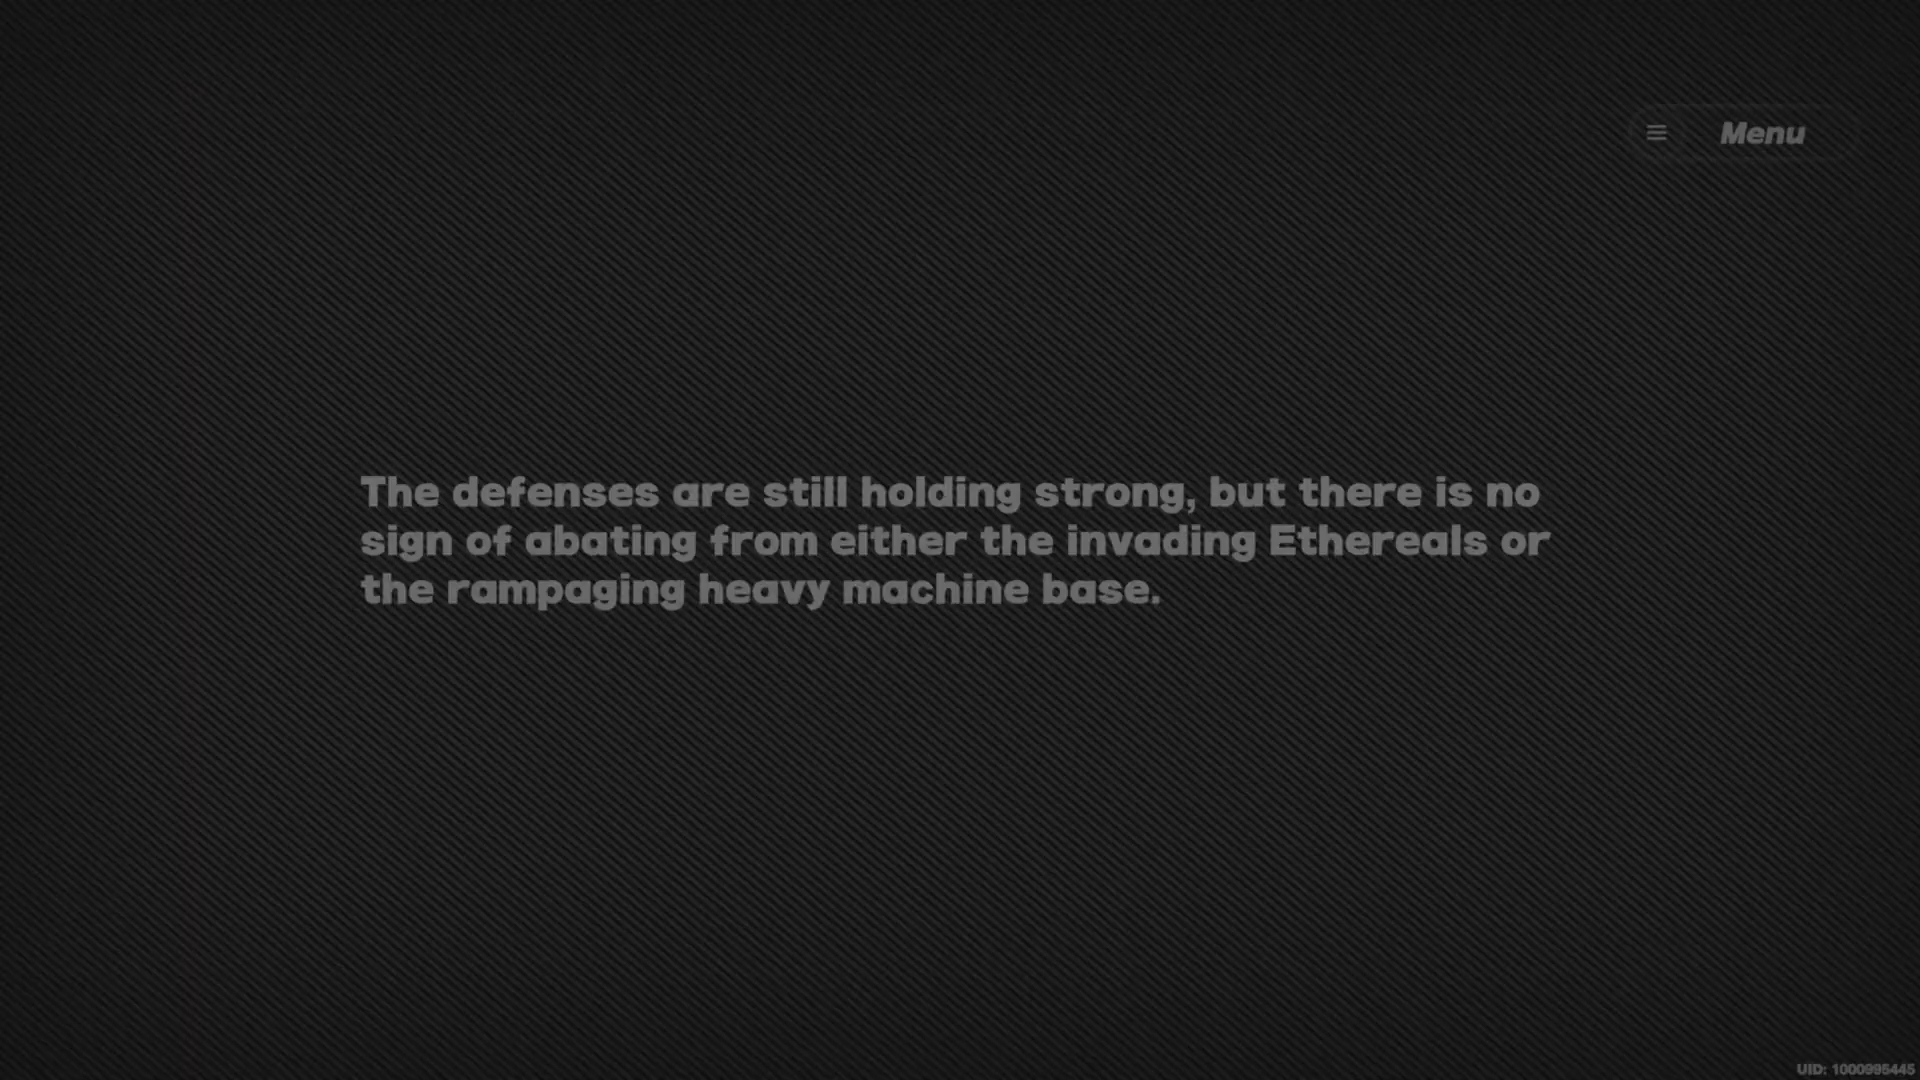 Menu
The defenses are still holding strong, but there is no
sign of abating from either the invading Ethereals or
the rampaging heavy machine base.
UID: 1000995445